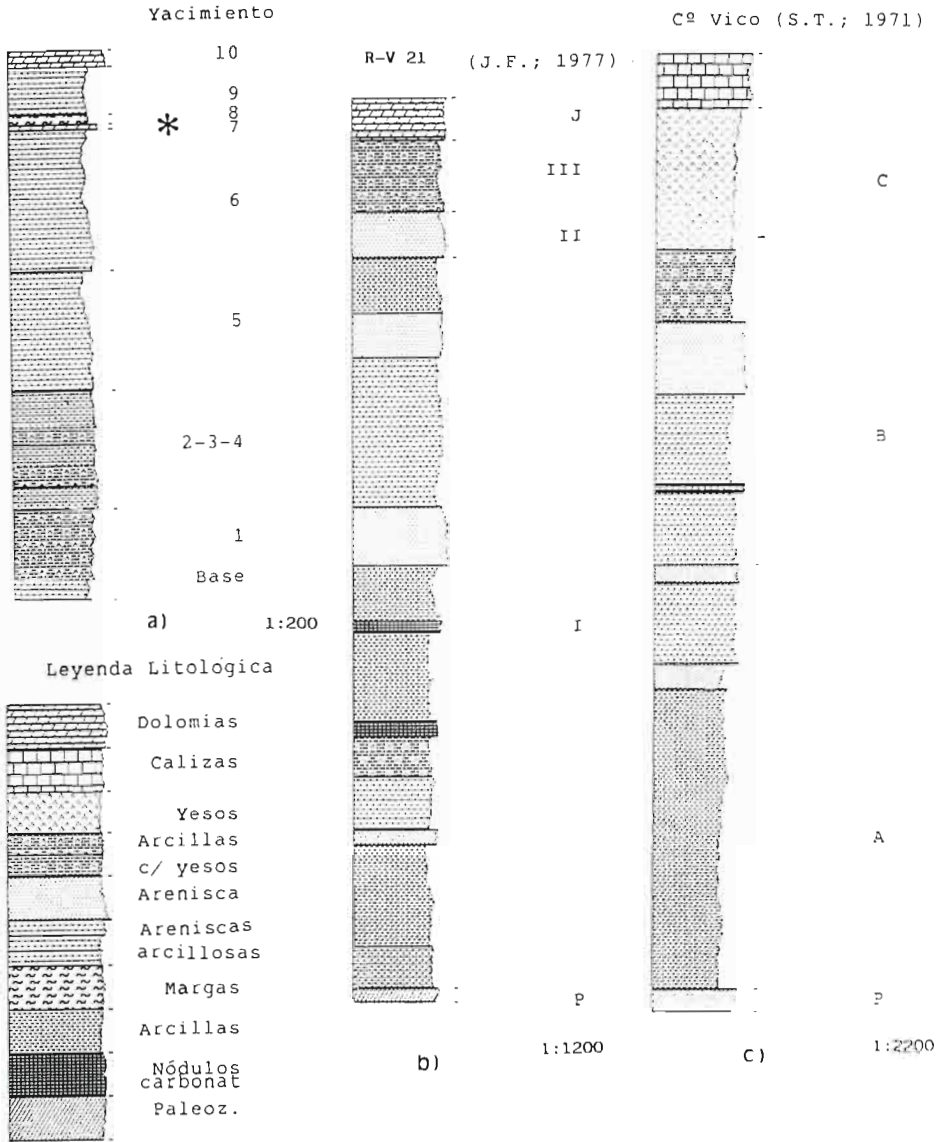 Yacimiento
10
9
8
7
*
6
5
2-3-4
1
Base
a) 1:200
Leyenda Litológica
Dolomias
Calizas
Yesos
Arcillas
c/ yesos
Arenisca
Areniscas
arcillosas
Margas
Arcillas
Nódulos
carbonat
Paleoz.
R-V 21 (J.F.; 1977)
J
III
II
I
P
b) 1:1200
Cº Vico (S.T.; 1971)
C
B
A
P
c) 1:2200